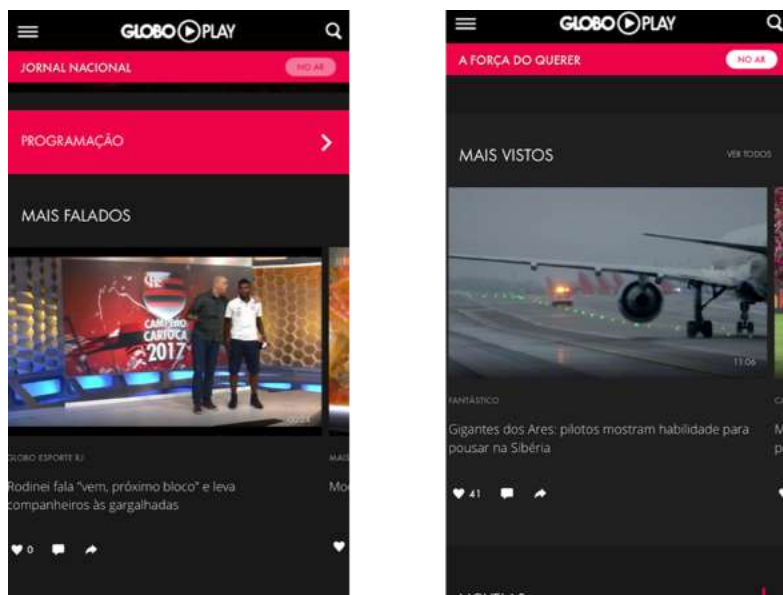 GLOBO PLAY
JORNAL NACIONAL
NO AR
PROGRAMAÇÃO
MAIS FALADOS
CAMPEÃO
CARIOCA
2017
GLOBO ESPORTE RJ
MAIS
Rodinei fala "vem, próximo bloco" e leva
companheiros às gargalhadas
0
GLOBO PLAY
A FORÇA DO QUERER
NO AR
MAIS VISTOS
VER TODOS
11:06
FANTÁSTICO
Gigantes dos Ares: pilotos mostram habilidade para
pousar na Sibéria
41